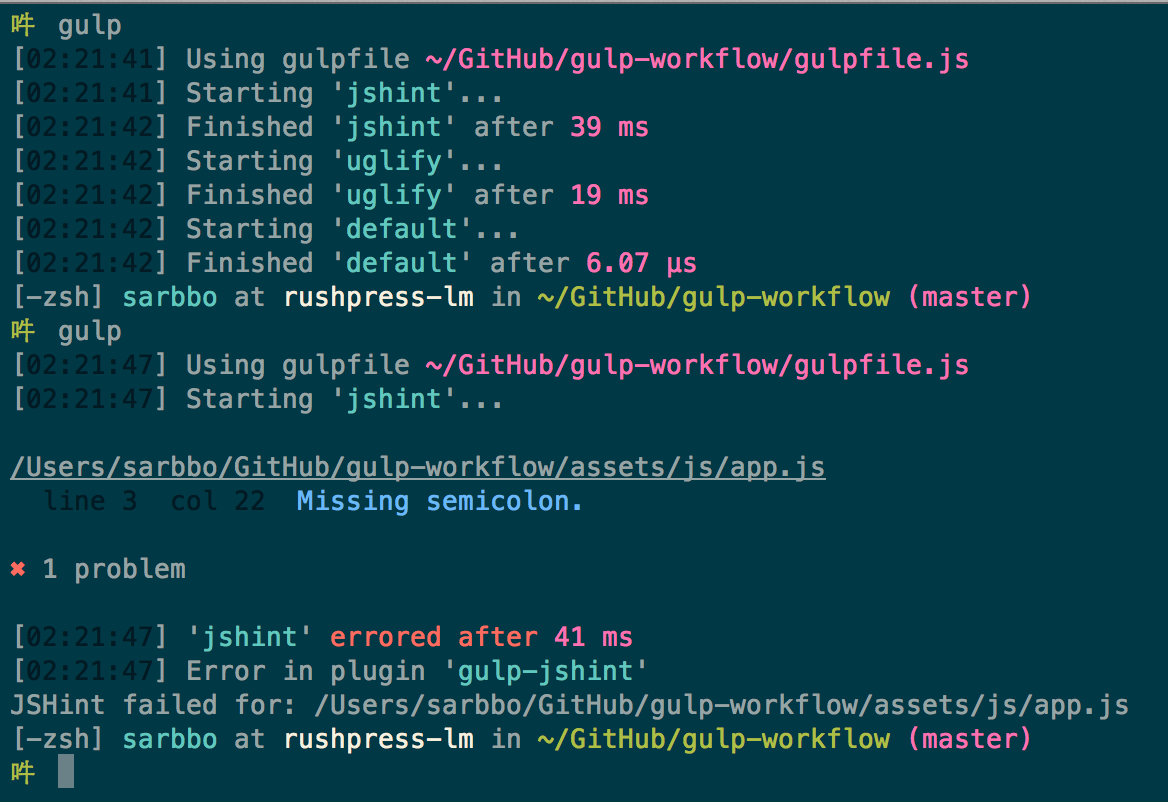 吽 gulp
[02:21:41] Using gulpfile ~/GitHub/gulp-workflow/gulpfile.js
[02:21:41] Starting 'jshint'...
[02:21:42] Finished 'jshint' after 39 ms
[02:21:42] Starting 'uglify'...
[02:21:42] Finished 'uglify' after 19 ms
[02:21:42] Starting 'default'...
[02:21:42] Finished 'default' after 6.07 μs
[-zsh] sarbbo at rushpress-lm in ~/GitHub/gulp-workflow (master)
吽 gulp
[02:21:47] Using gulpfile ~/GitHub/gulp-workflow/gulpfile.js
[02:21:47] Starting 'jshint'...
/Users/sarbbo/GitHub/gulp-workflow/assets/js/app.js
line 3 col 22 Missing semicolon.
✖ 1 problem
[02:21:47] 'jshint' errored after 41 ms
[02:21:47] Error in plugin 'gulp-jshint'
JSHint failed for: /Users/sarbbo/GitHub/gulp-workflow/assets/js/app.js
[-zsh] sarbbo at rushpress-lm in ~/GitHub/gulp-workflow (master)
吽